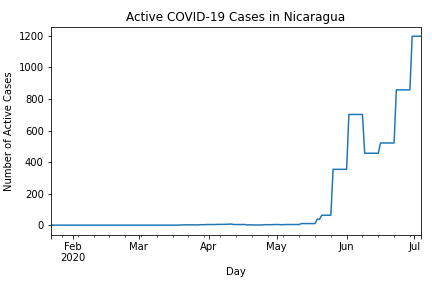 Active COVID-19 Cases in Nicaragua
1200
1000
800
600
400
200
0
Number of Active Cases
Feb Mar Apr May Jun Jul
2020
Day